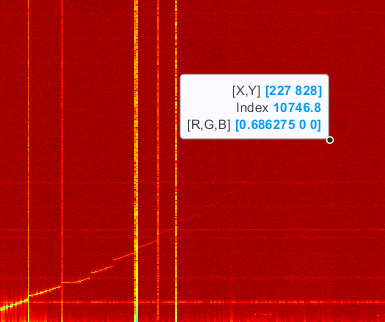 [X,Y] [227 828]
Index 10746.8
[R,G,B] [0.686275 0 0]